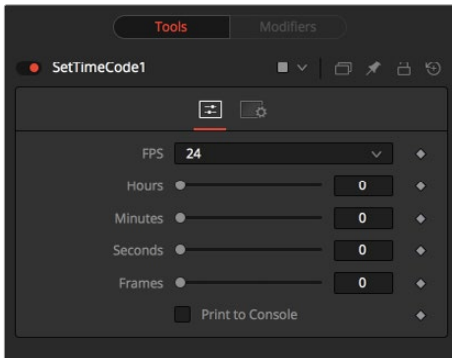 Tools Modifiers
SetTimeCode1
FPS 24
Hours 0
Minutes 0
Seconds 0
Frames 0
Print to Console